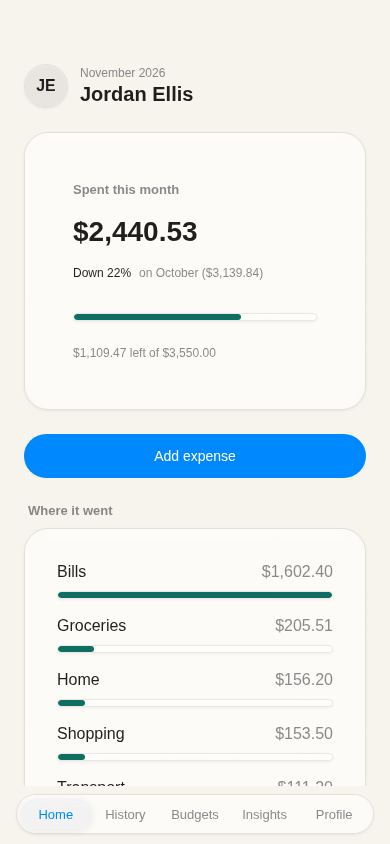 November 2026
JE
Jordan Ellis
Spent this month
$2,440.53
Down 22% on October ($3,139.84)
$1,109.47 left of $3,550.00
Add expense
Where it went
Bills $1,602.40
Groceries $205.51
Home $156.20
Shopping $153.50
Transport
Home History Budgets Insights Profile